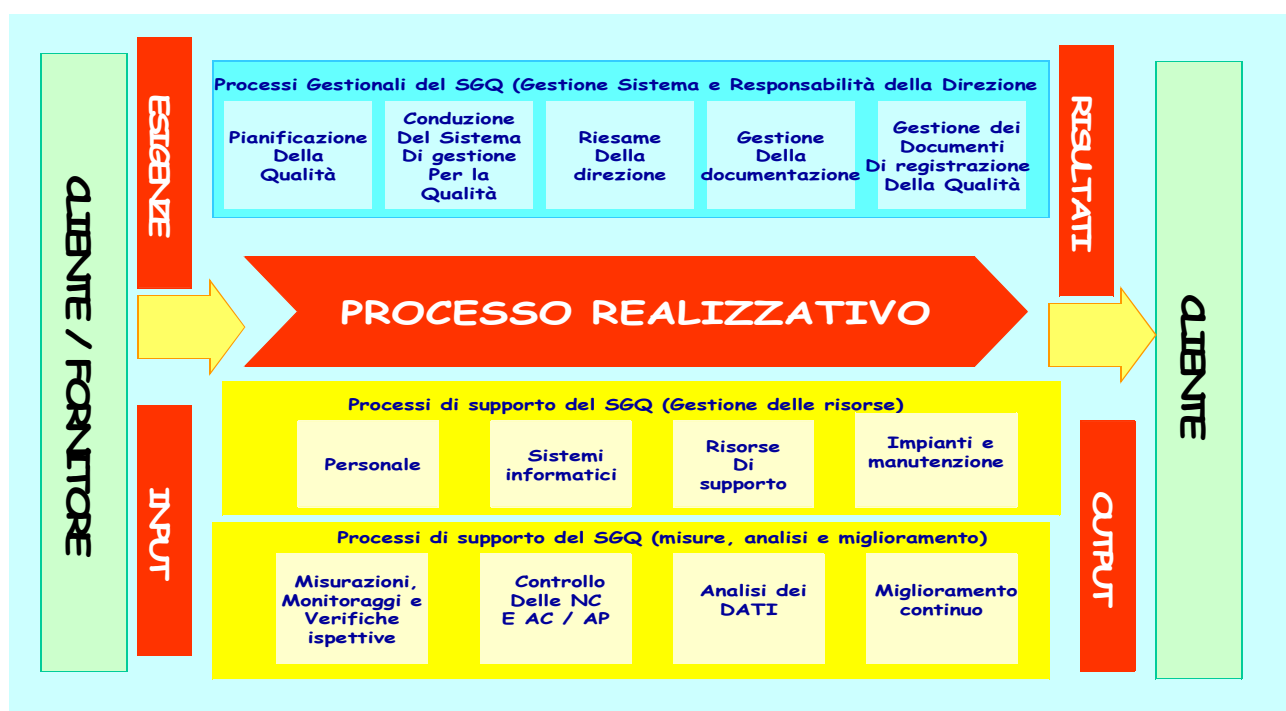 CLIENTE / FORNITORE
ESIGENZE
INPUT
Processi Gestionali del SGQ (Gestione Sistema e Responsabilità della Direzione
Pianificazione
Della
Qualità
Conduzione
Del Sistema
Di gestione
Per la
Qualità
Riesame
Della
direzione
Gestione
Della
documentazione
Gestione dei
Documenti
Di registrazione
Della Qualità
PROCESSO REALIZZATIVO
Processi di supporto del SGQ (Gestione delle risorse)
Personale
Sistemi
informatici
Risorse
Di
supporto
Impianti e
manutenzione
Processi di supporto del SGQ (misure, analisi e miglioramento)
Misurazioni,
Monitoraggi e
Verifiche
ispettive
Controllo
Delle NC
E AC / AP
Analisi dei
DATI
Miglioramento
continuo
RISULTATI
OUTPUT
CLIENTE